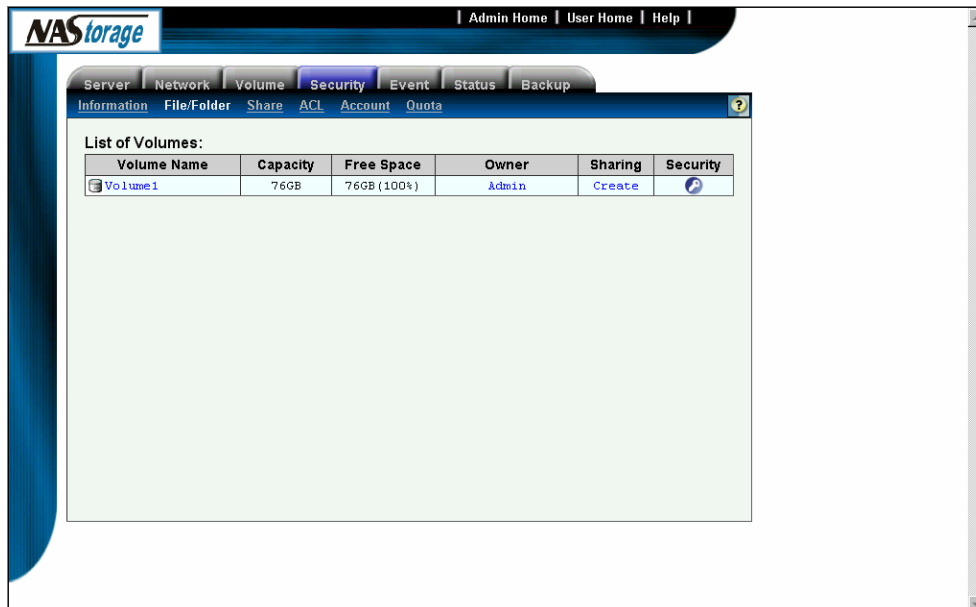 NAStorage
| Admin Home | User Home | Help |
Server Network Volume Security Event Status Backup
Information File/Folder Share ACL Account Quota
?
List of Volumes:
Volume Name Capacity Free Space Owner Sharing Security
Volume1 76GB 76GB(100%) Admin Create